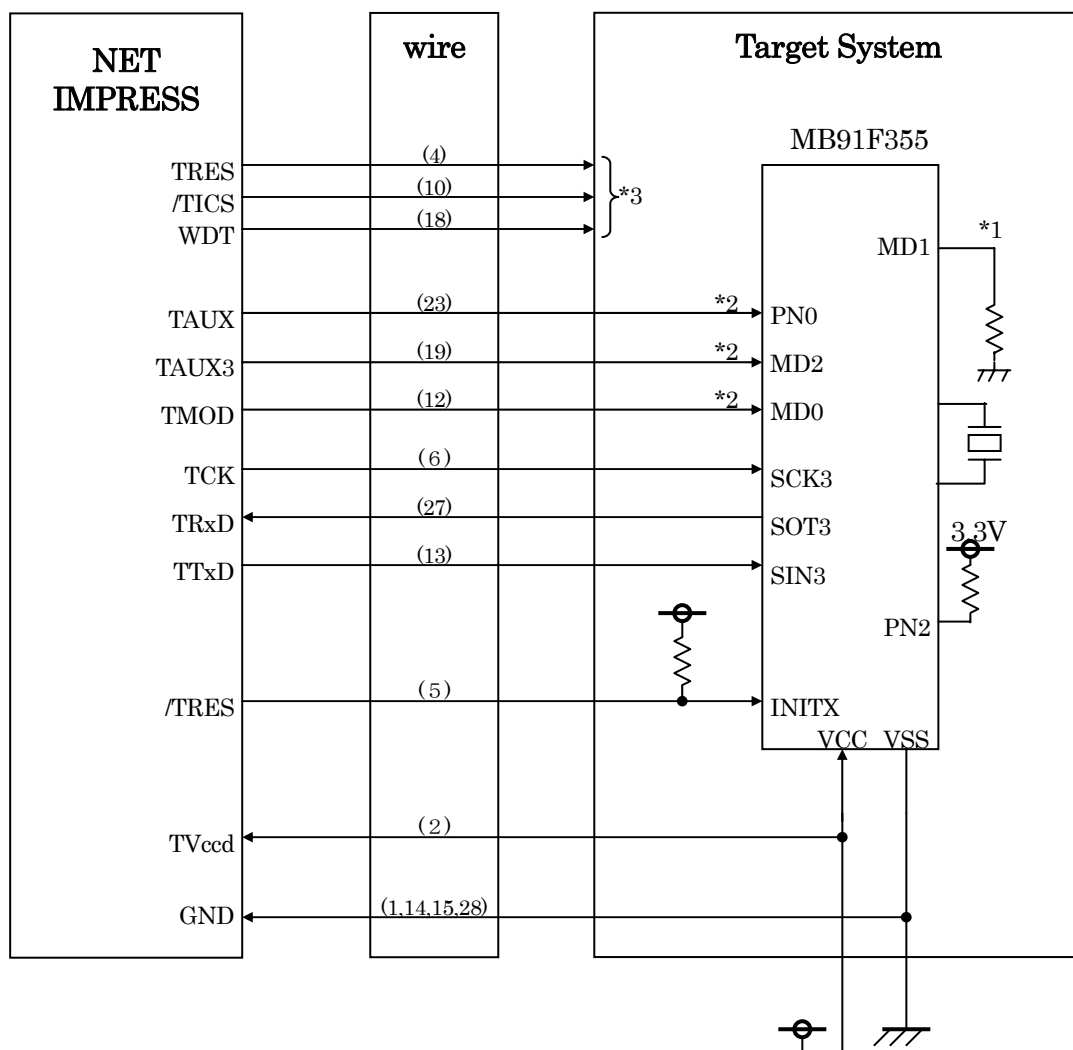 NET
IMPRESS
wire
Target System
MB91F355
TRES
(4)
/TICS
(10)
*3
WDT
(18)
*1
MD1
TAUX
(23)
*2
PN0
TAUX3
(19)
*2
MD2
TMOD
(12)
*2
MD0
TCK
(6)
SCK3
TRxD
(27)
SOT3
3.3V
TTxD
(13)
SIN3
PN2
/TRES
(5)
INITX
VCC
VSS
TVccd
(2)
GND
(1,14,15,28)